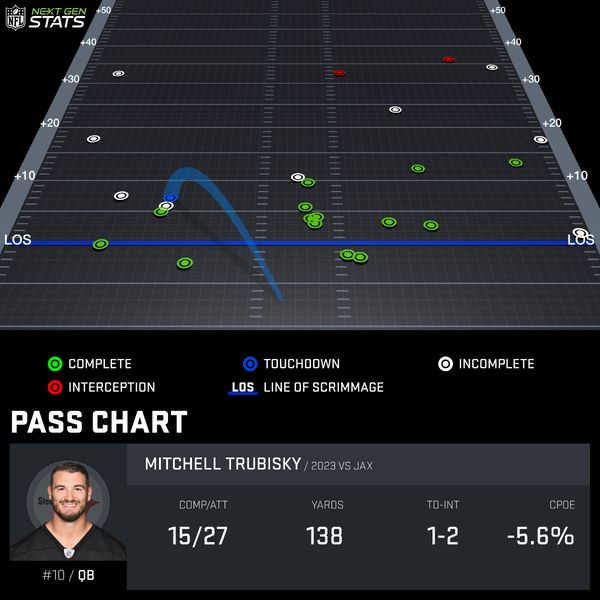 NFL NEXT GEN STATS
+50 +50
+40 +40
+30 +30
+20 +20
+10 +10
LOS LOS
COMPLETE
TOUCHDOWN
INCOMPLETE
INTERCEPTION
LOS LINE OF SCRIMMAGE
PASS CHART
MITCHELL TRUBISKY / 2023 VS JAX
COMP/ATT YARDS TD-INT CPOE
15/27 138 1-2 -5.6%
#10 / QB